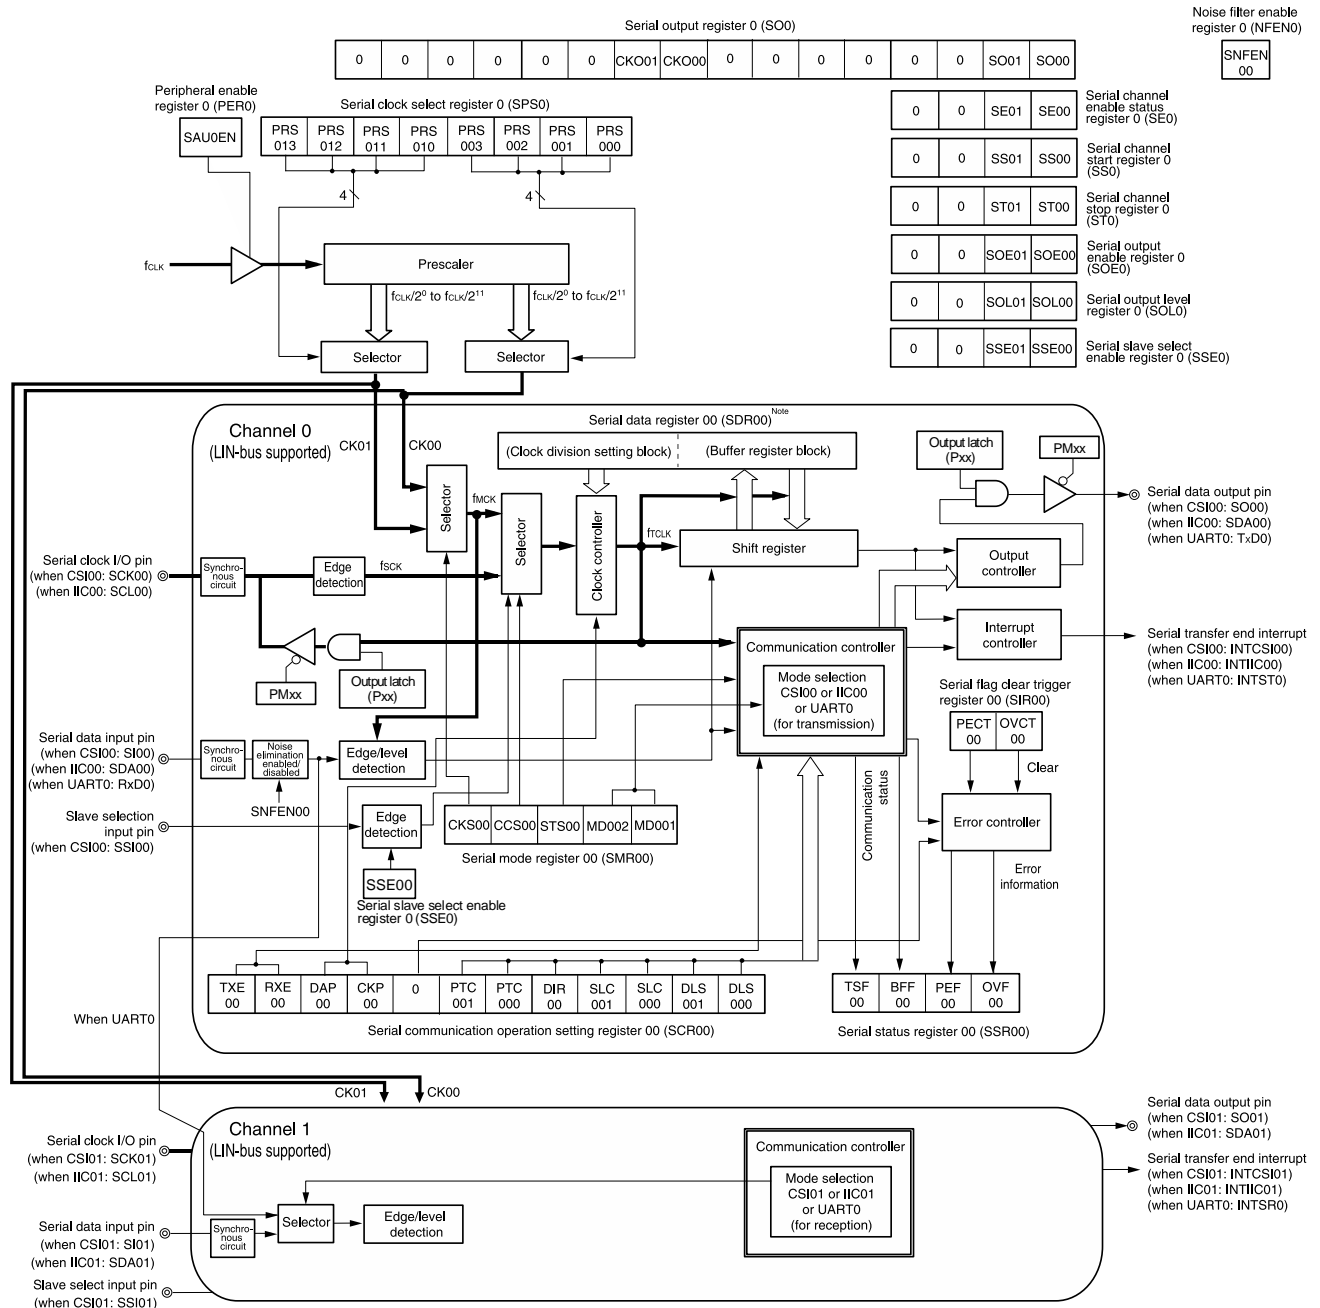 Serial output register 0 (SO0)
0 0 0 0 0 0 CKO01 CKO00 0 0 0 0 0 0 SO01 SO00
Noise filter enable
register 0 (NFEN0)
SNFEN
00
Peripheral enable
register 0 (PER0)
SAU0EN
Serial clock select register 0 (SPS0)
PRS PRS PRS PRS PRS PRS PRS PRS
013 012 011 010 003 002 001 000
4
4
0 0 SE01 SE00
Serial channel
enable status
register 0 (SE0)
0 0 SS01 SS00
Serial channel
start register 0
(SS0)
0 0 ST01 ST00
Serial channel
stop register 0
(ST0)
0 0 SOE01 SOE00
Serial output
enable register 0
(SOE0)
0 0 SOL01 SOL00
Serial output level
register 0 (SOL0)
0 0 SSE01 SSE00
Serial slave select
enable register 0 (SSE0)
fCLK
Prescaler
fCLK/2⁰ to fCLK/2¹¹
fCLK/2⁰ to fCLK/2¹¹
Selector
Selector
Channel 0
(LIN-bus supported)
CK01
CK00
Serial data register 00 (SDR00)Note
(Clock division setting block)
(Buffer register block)
Output latch
(Pxx)
PMxx
Selector
fMCK
Selector
Clock controller
fTCLK
Shift register
Output
controller
Serial data output pin
(when CSI00: SO00)
(when IIC00: SDA00)
(when UART0: TxD0)
Serial clock I/O pin
(when CSI00: SCK00)
(when IIC00: SCL00)
Synchro-
nous
circuit
Edge
detection
fSCK
Interrupt
controller
Serial transfer end interrupt
(when CSI00: INTCSI00)
(when IIC00: INTIIC00)
(when UART0: INTST0)
PMxx
Output latch
(Pxx)
Communication controller
Mode selection
CSI00 or IIC00
or UART0
(for transmission)
Serial flag clear trigger
register 00 (SIR00)
PECT OVCT
00 00
Clear
Serial data input pin
(when CSI00: SI00)
(when IIC00: SDA00)
(when UART0: RxD0)
Synchro-
nous
circuit
Noise
elimination
enabled/
disabled
SNFEN00
Edge/level
detection
Slave selection
input pin
(when CSI00: SSI00)
Edge
detection
SSE00
Serial slave select enable
register 0 (SSE0)
CKS00 CCS00 STS00 MD002 MD001
Serial mode register 00 (SMR00)
Communication
status
Error controller
Error
information
TXE RXE DAP CKP 0 PTC PTC DIR SLC SLC DLS DLS
00 00 00 00 001 000 00 001 000 001 000
Serial communication operation setting register 00 (SCR00)
TSF BFF PEF OVF
00 00 00 00
Serial status register 00 (SSR00)
When UART0
CK01
CK00
Channel 1
(LIN-bus supported)
Serial clock I/O pin
(when CSI01: SCK01)
(when IIC01: SCL01)
Serial data input pin
(when CSI01: SI01)
(when IIC01: SDA01)
Synchro-
nous
circuit
Selector
Edge/level
detection
Communication controller
Mode selection
CSI01 or IIC01
or UART0
(for reception)
Serial data output pin
(when CSI01: SO01)
(when IIC01: SDA01)
Serial transfer end interrupt
(when CSI01: INTCSI01)
(when IIC01: INTIIC01)
(when UART0: INTSR0)
Slave select input pin
(when CSI01: SSI01)